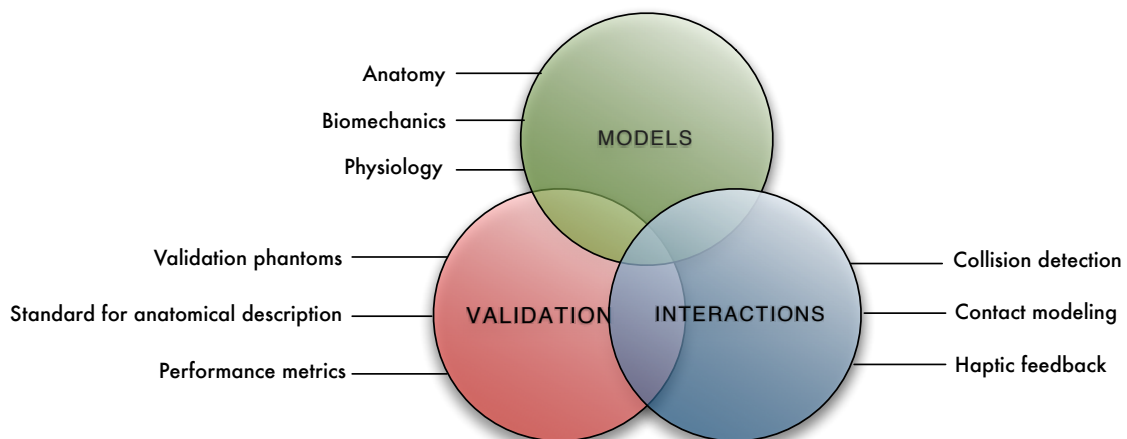 Anatomy
Biomechanics
Physiology
MODELS
Validation phantoms
Standard for anatomical description
Performance metrics
VALIDATION
INTERACTIONS
Collision detection
Contact modeling
Haptic feedback